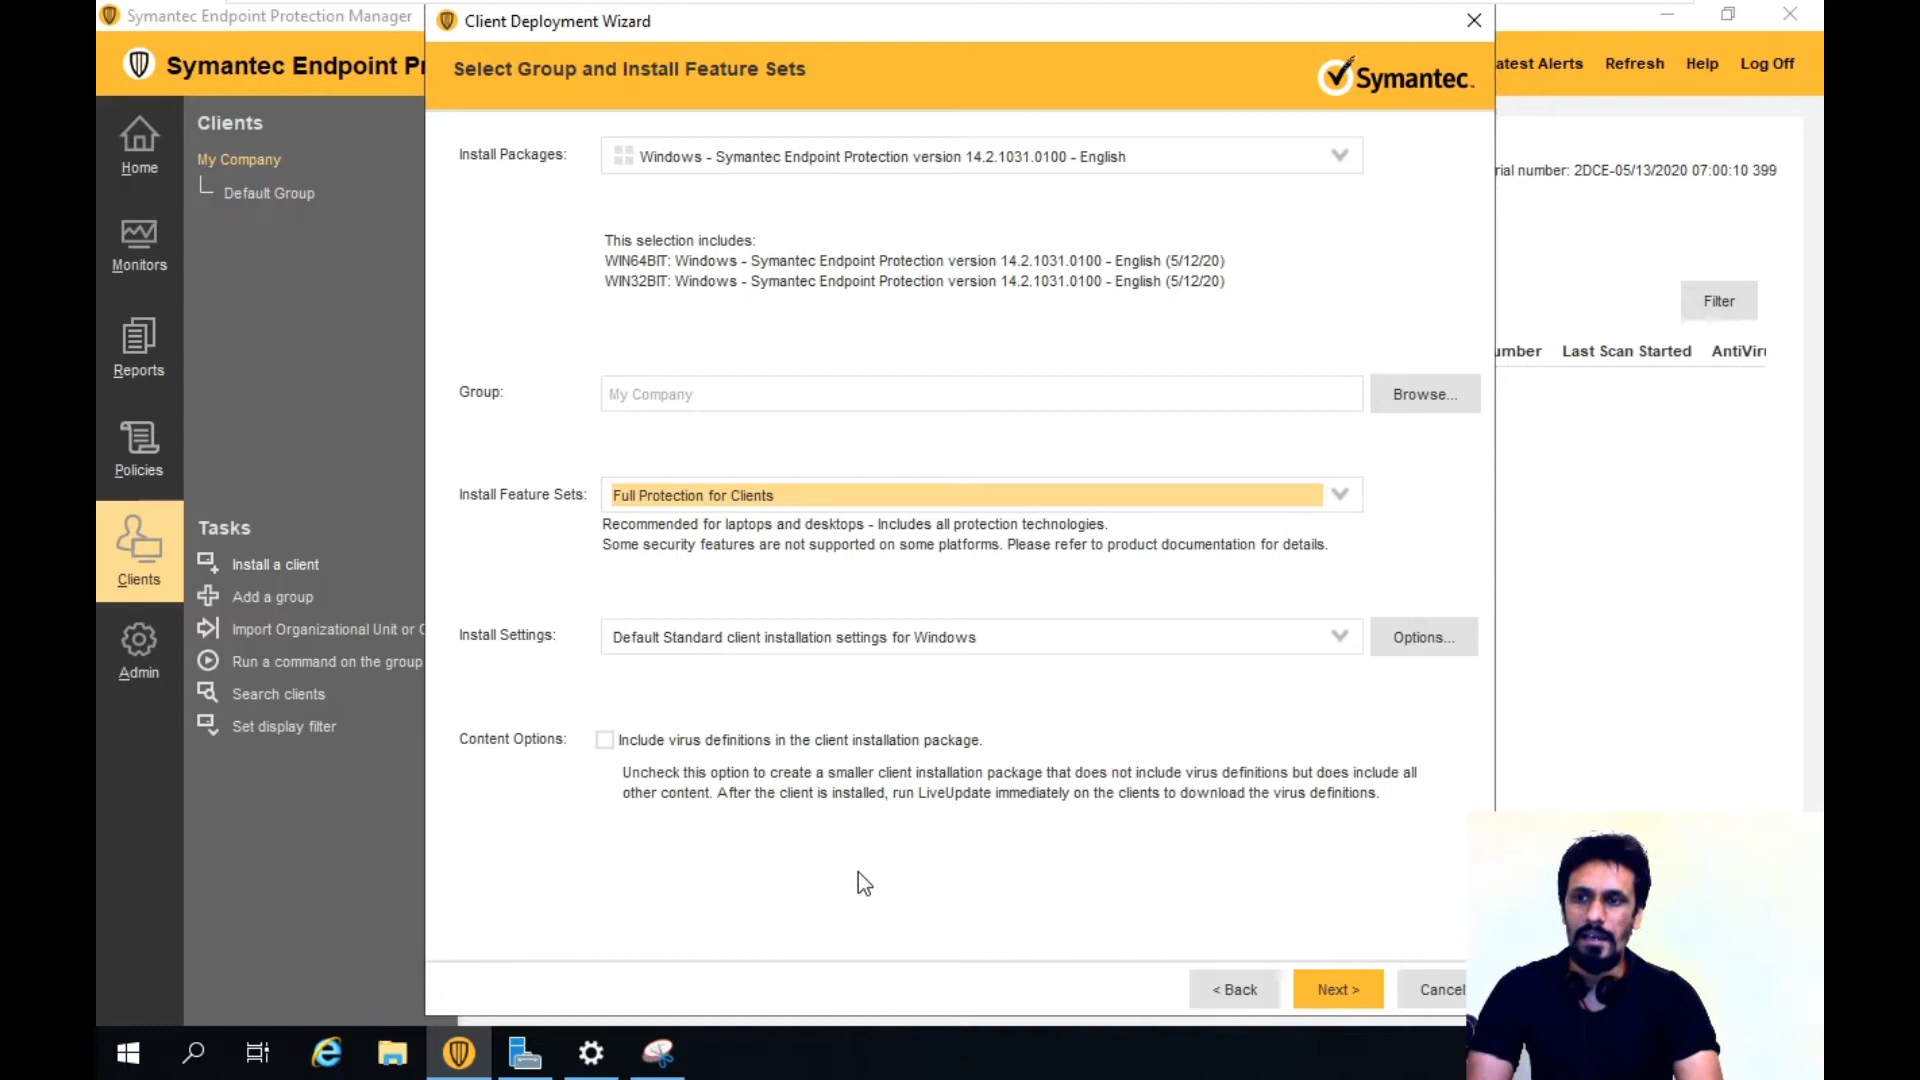 Symantec Endpoint Protection Manager
Client Deployment Wizard
Symantec Endpoint
Select Group and Install Feature Sets
Symantec
Alerts Refresh Help Log Off
Home
Monitors
Reports
Policies
Clients
Admin
Clients
My Company
Default Group
Tasks
Install a client
Add a group
Import Organizational Unit or
Run a command on the group
Search clients
Set display filter
Install Packages: Windows - Symantec Endpoint Protection version 14.2.1031.0100 - English
This selection includes:
WIN64BIT: Windows - Symantec Endpoint Protection version 14.2.1031.0100 - English (5/12/20)
WIN32BIT: Windows - Symantec Endpoint Protection version 14.2.1031.0100 - English (5/12/20)
Group: My Company Browse...
Install Feature Sets: Full Protection for Clients
Recommended for laptops and desktops - Includes all protection technologies.
Some security features are not supported on some platforms. Please refer to product documentation for details.
Install Settings: Default Standard client installation settings for Windows Options...
Content Options: Include virus definitions in the client installation package.
Uncheck this option to create a smaller client installation package that does not include virus definitions but does include all
other content. After the client is installed, run LiveUpdate immediately on the clients to download the virus definitions.
< Back Next > Cancel
number: 2DCE-05/13/2020 07:00:10 399
Filter
Last Scan Started